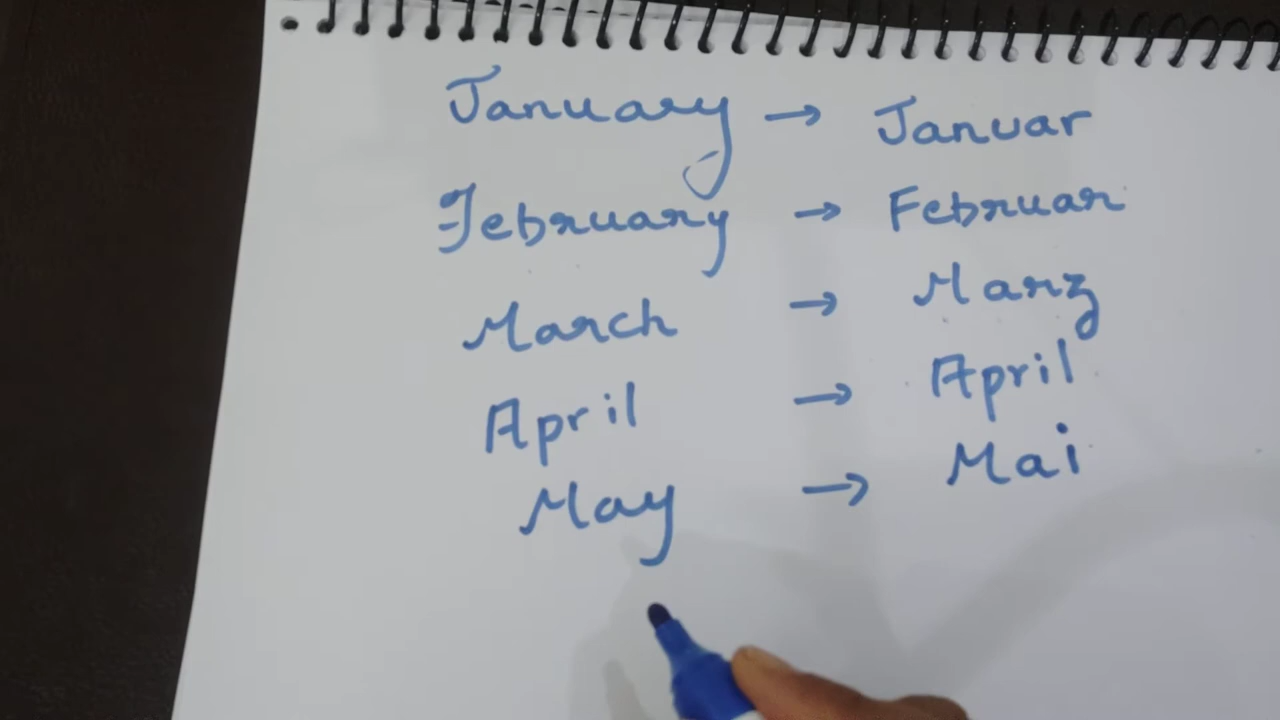 January → Januar
February → Februar
March → Marz
April → April
May → Mai